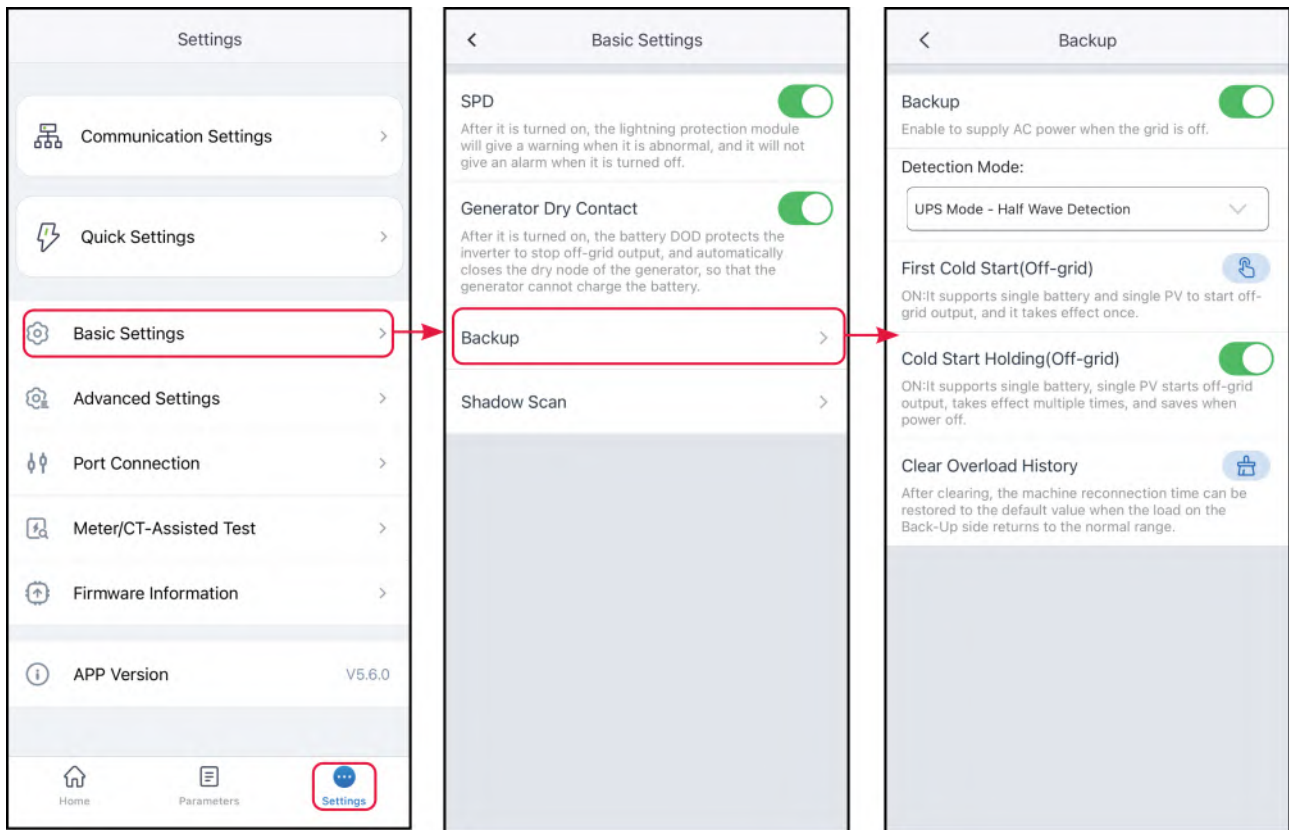 Settings
Communication Settings
Quick Settings
Basic Settings
Advanced Settings
Port Connection
Meter/CT-Assisted Test
Firmware Information
APP Version
V5.6.0
Home
Parameters
Settings
Basic Settings
SPD
After it is turned on, the lightning protection module
will give a warning when it is abnormal, and it will not
give an alarm when it is turned off.
Generator Dry Contact
After it is turned on, the battery DOD protects the
inverter to stop off-grid output, and automatically
closes the dry node of the generator, so that the
generator cannot charge the battery.
Backup
Shadow Scan
Backup
Backup
Enable to supply AC power when the grid is off.
Detection Mode:
UPS Mode - Half Wave Detection
First Cold Start(Off-grid)
ON:It supports single battery and single PV to start off-
grid output, and it takes effect once.
Cold Start Holding(Off-grid)
ON:It supports single battery, single PV starts off-grid
output, takes effect multiple times, and saves when
power off.
Clear Overload History
After clearing, the machine reconnection time can be
restored to the default value when the load on the
Back-Up side returns to the normal range.